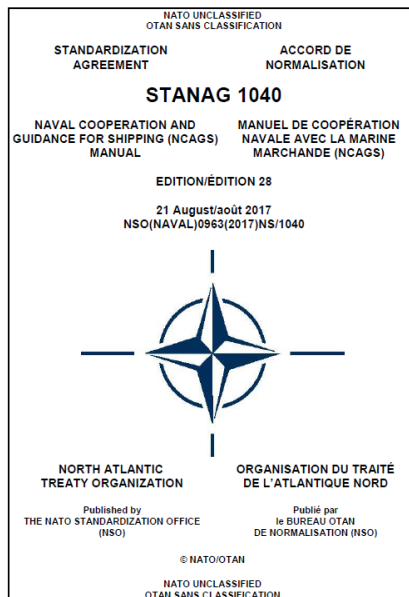 NATO UNCLASSIFIED
OTAN SANS CLASSIFICATION
STANDARDIZATION
AGREEMENT
ACCORD DE
NORMALISATION
STANAG 1040
NAVAL COOPERATION AND
GUIDANCE FOR SHIPPING (NCAGS)
MANUAL
MANUEL DE COOPÉRATION
NAVALE AVEC LA MARINE
MARCHANDE (NCAGS)
EDITION/ÉDITION 28
21 August/août 2017
NSO(NAVAL)0963(2017)NS/1040
NORTH ATLANTIC
TREATY ORGANIZATION
ORGANISATION DU TRAITÉ
DE L'ATLANTIQUE NORD
Published by
THE NATO STANDARDIZATION OFFICE
(NSO)
Publié par
le BUREAU OTAN
DE NORMALISATION (NSO)
© NATO/OTAN
NATO UNCLASSIFIED
OTAN SANS CLASSIFICATION